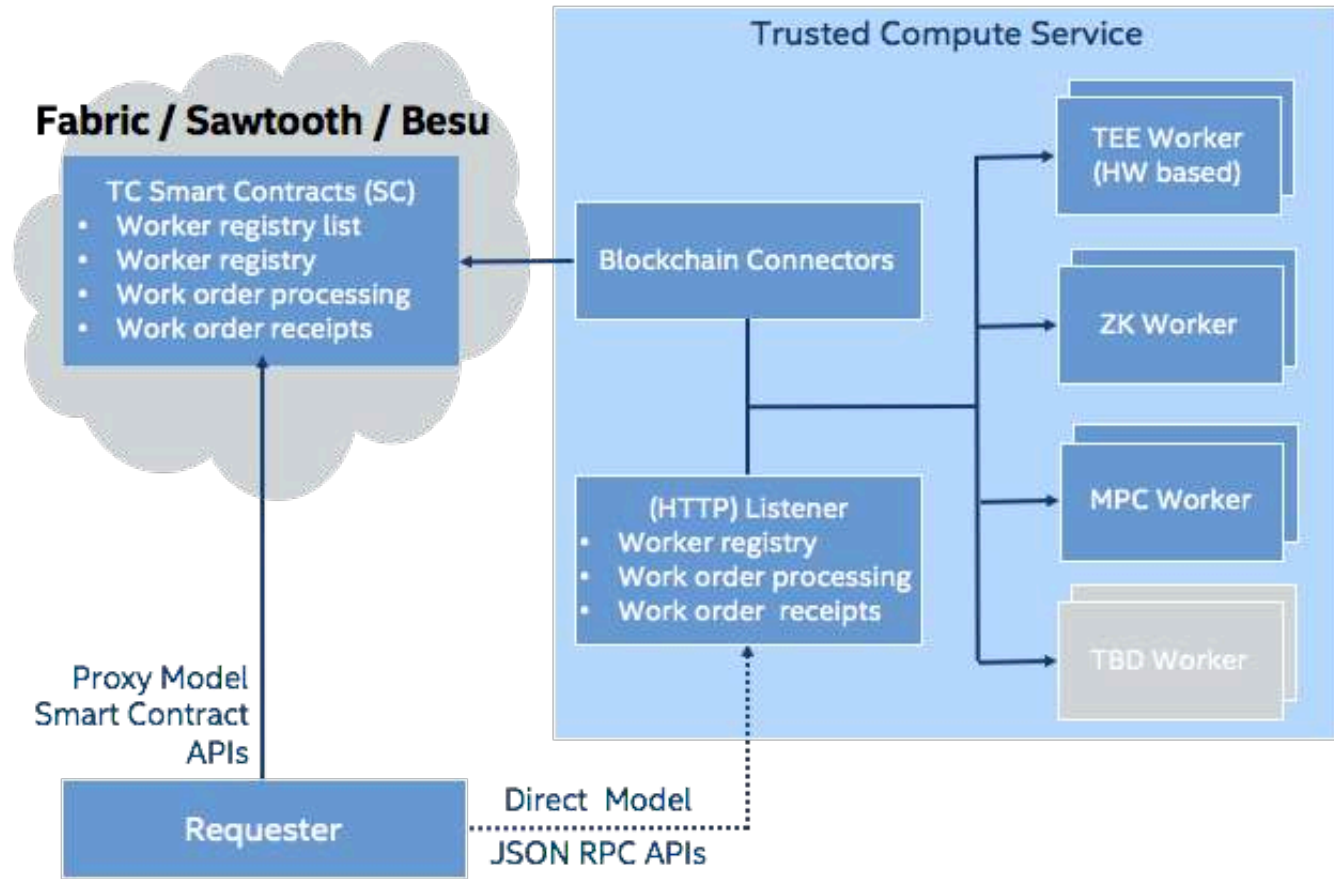 Trusted Compute Service
Fabric / Sawtooth / Besu
TC Smart Contracts (SC)
• Worker registry list
• Worker registry
• Work order processing
• Work order receipts
Blockchain Connectors
(HTTP) Listener
• Worker registry
• Work order processing
• Work order receipts
TEE Worker
(HW based)
ZK Worker
MPC Worker
TBD Worker
Proxy Model
Smart Contract
APIs
Requester
Direct Model
JSON RPC APIs